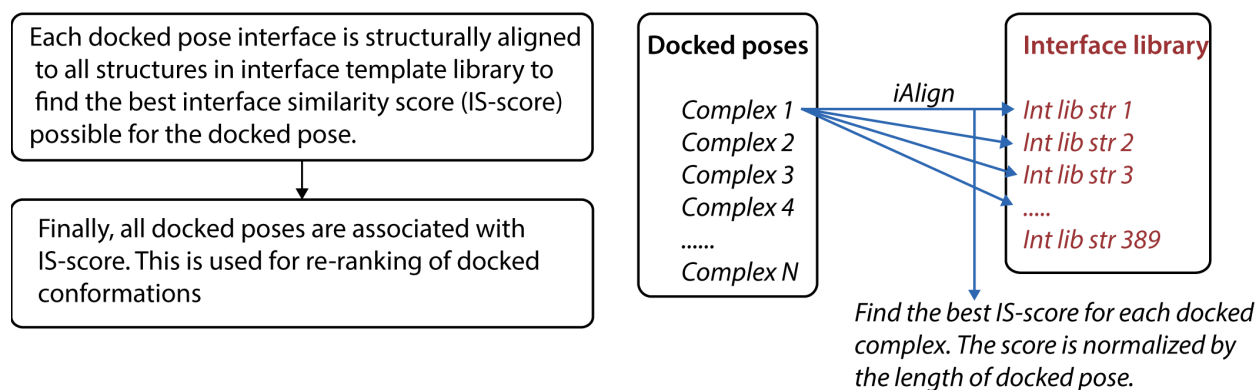 Each docked pose interface is structurally aligned
to all structures in interface template library to
find the best interface similarity score (IS-score)
possible for the docked pose.
Finally, all docked poses are associated with
IS-score. This is used for re-ranking of docked
conformations
Docked poses
Complex 1
Complex 2
Complex 3
Complex 4
......
Complex N
iAlign
Interface library
Int lib str 1
Int lib str 2
Int lib str 3
.....
Int lib str 389
Find the best IS-score for each docked
complex. The score is normalized by
the length of docked pose.